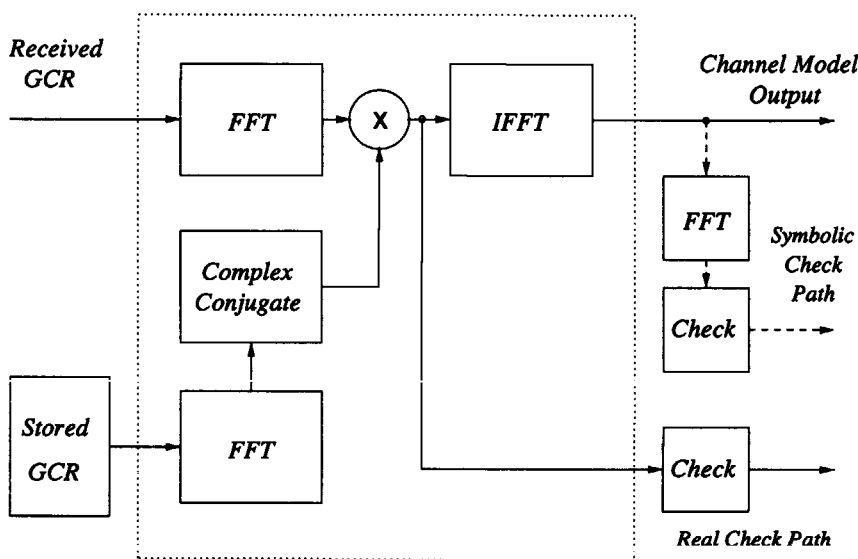 Received
GCR
FFT
X
IFFT
Channel Model
Output
FFT
Symbolic
Check
Path
Complex
Conjugate
Check
Stored
GCR
FFT
Check
Real Check Path